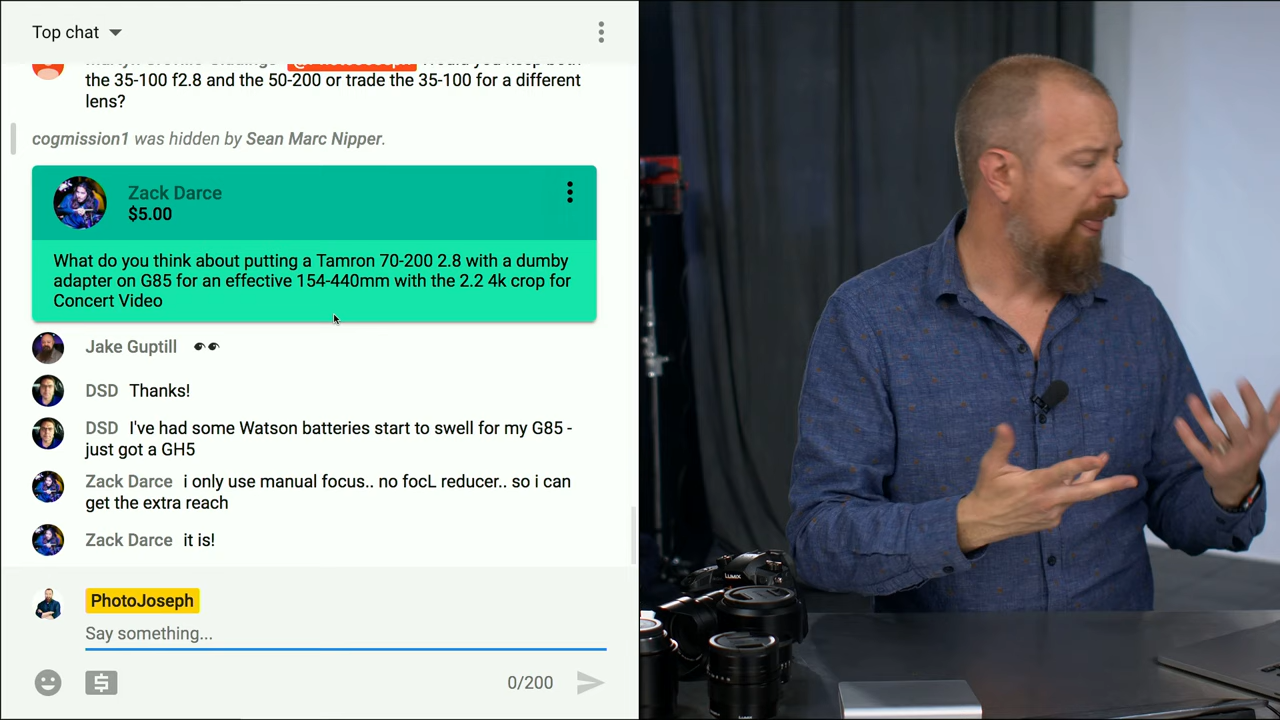 Top chat
the 35-100 f2.8 and the 50-200 or trade the 35-100 for a different
lens?
cogmission1 was hidden by Sean Marc Nipper.
Zack Darce
$5.00
What do you think about putting a Tamron 70-200 2.8 with a dumby
adapter on G85 for an effective 154-440mm with the 2.2 4k crop for
Concert Video
Jake Guptill
DSD Thanks!
DSD I've had some Watson batteries start to swell for my G85 -
just got a GH5
Zack Darce i only use manual focus.. no focL reducer.. so i can
get the extra reach
Zack Darce it is!
PhotoJoseph
Say something...
0/200
LUMIX
LUMIX